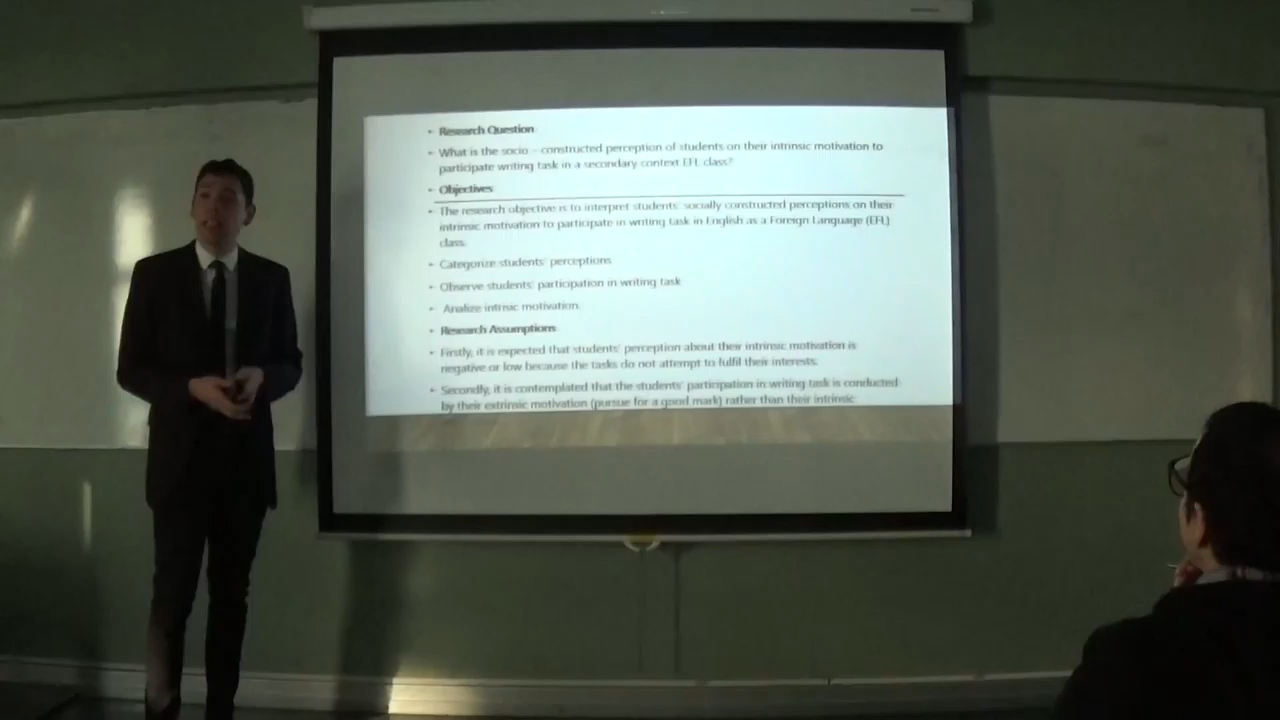 Research Question
What is the socio - constructed perception of students on their intrinsic motivation to
participate writing task in a secondary context EFL class?
Objectives
The research objective is to interpret students' socially constructed perceptions on their
intrinsic motivation to participate in writing task in English as a Foreign Language (EFL)
class.
Categorize students' perceptions
Observe students' participation in writing task
Analize intrinsic motivation.
Research Assumptions
Firstly, it is expected that students' perception about their intrinsic motivation is
negative or low because the tasks do not attempt to fulfil their interests.
Secondly, it is contemplated that the students' participation in writing task is conducted
by their extrinsic motivation (pursue for a good mark) rather than their intrinsic